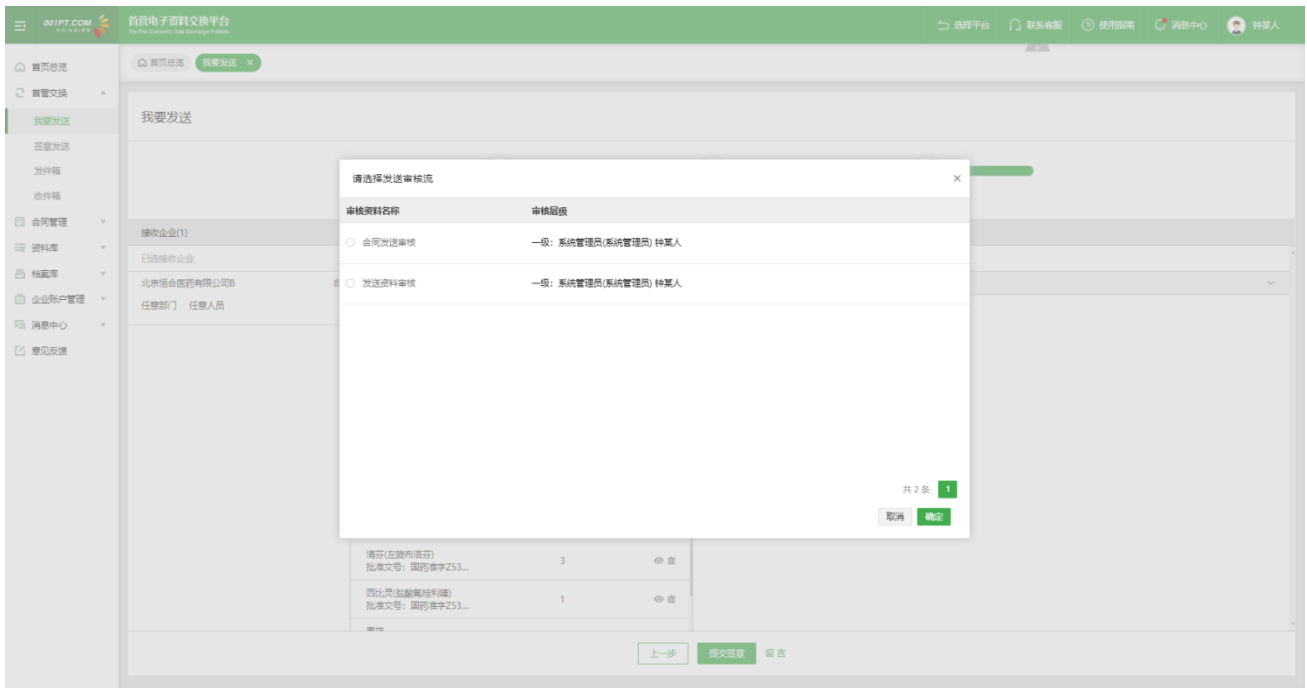 001PT.COM
首营电子资料交换平台
The First Electronic Data Exchange Platform
选择平台
联系客服
使用指南
消息中心
钟某人
首页总览
首营交换
我要发送
签章发送
发件箱
收件箱
合同管理
资料库
档案库
企业账户管理
消息中心
意见反馈
首页总览
我要发送 ×
我要发送
接收企业(1)
已选接收企业
北京恒合医药有限公司B
任意部门 任意人员
请选择发送审核流 ×
审核资料名称 审核层级
合同发送审核 一级：系统管理员(系统管理员) 钟某人
发送资料审核 一级：系统管理员(系统管理员) 钟某人
共 2 条 1
取消 确定
清芬(左旋布洛芬)
批准文号：国药准字Z53... 3
西比灵(盐酸氟桂利嗪)
批准文号：国药准字Z53... 1
上一步 提交签章 留言